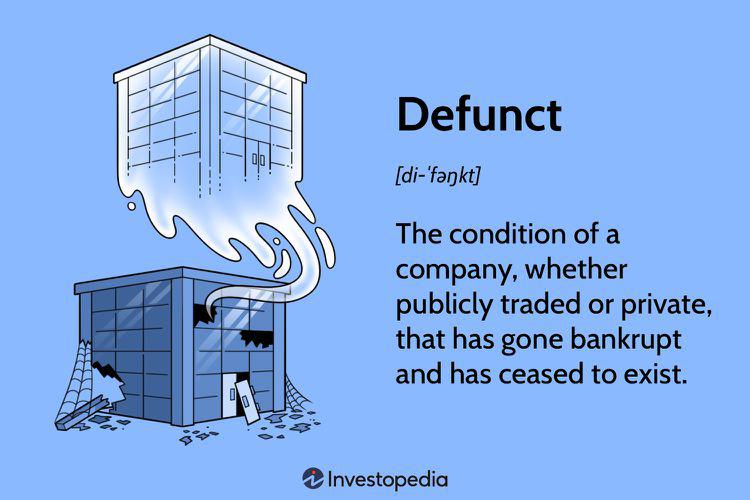 Defunct
[di-ˈfəŋkt]
The condition of a
company, whether
publicly traded or private,
that has gone bankrupt
and has ceased to exist.
Investopedia